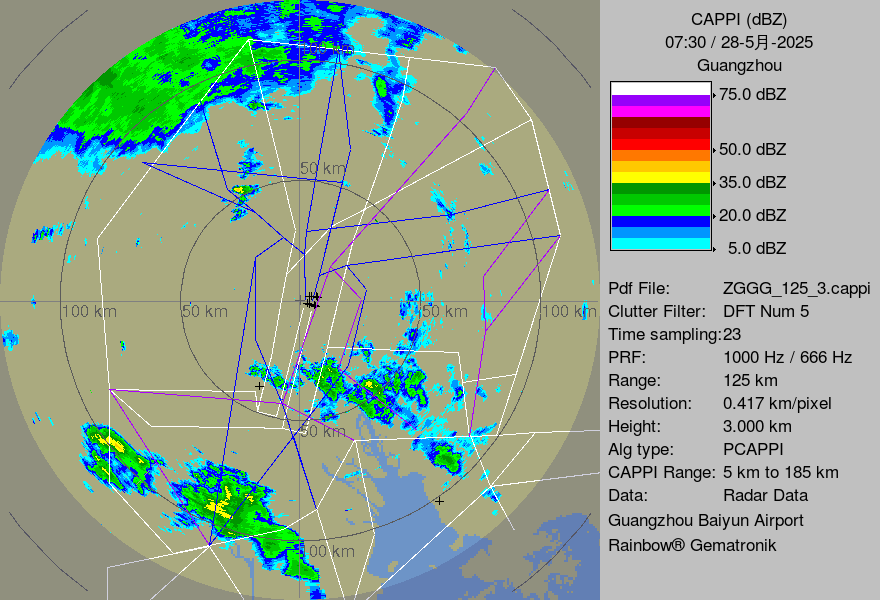 CAPPI (dBZ)
07:30 / 28-5月-2025
Guangzhou
75.0 dBZ
50.0 dBZ
35.0 dBZ
20.0 dBZ
5.0 dBZ
Pdf File: ZGGG_125_3.cappi
Clutter Filter: DFT Num 5
Time sampling:23
PRF: 1000 Hz / 666 Hz
Range: 125 km
Resolution: 0.417 km/pixel
Height: 3.000 km
Alg type: PCAPPI
CAPPI Range: 5 km to 185 km
Data: Radar Data
Guangzhou Baiyun Airport
Rainbow® Gematronik
50 km
100 km
50 km
50 km
100 km
50 km
100 km